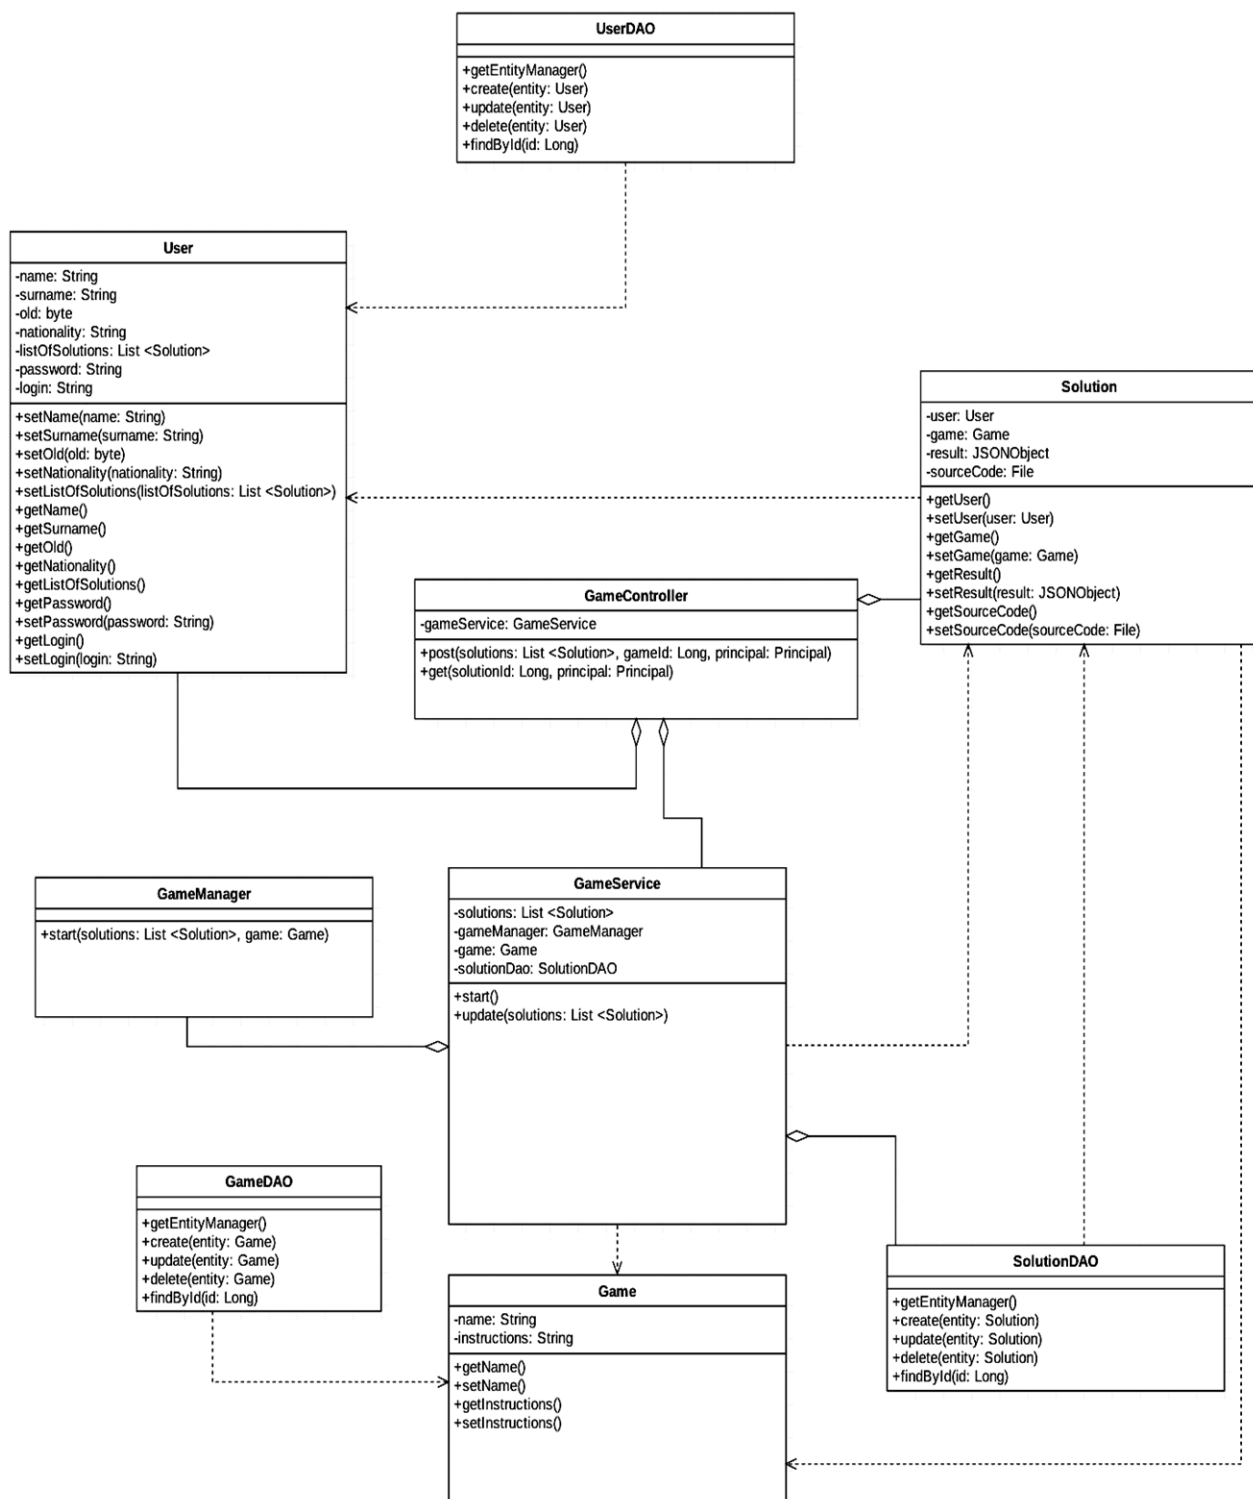 UserDAO
+getEntityManager()
+create(entity: User)
+update(entity: User)
+delete(entity: User)
+findById(id: Long)
User
-name: String
-surname: String
-old: byte
-nationality: String
-listOfSolutions: List <Solution>
-password: String
-login: String
+setName(name: String)
+setSurname(surname: String)
+setOld(old: byte)
+setNationality(nationality: String)
+setListOfSolutions(listOfSolutions: List <Solution>)
+getName()
+getSurname()
+getOld()
+getNationality()
+getListOfSolutions()
+getPassword()
+setPassword(password: String)
+getLogin()
+setLogin(login: String)
Solution
-user: User
-game: Game
-result: JSONObject
-sourceCode: File
+getUser()
+setUser(user: User)
+getGame()
+setGame(game: Game)
+getResult()
+setResult(result: JSONObject)
+getSourceCode()
+setSourceCode(sourceCode: File)
GameController
-gameService: GameService
+post(solutions: List <Solution>, gameId: Long, principal: Principal)
+get(solutionId: Long, principal: Principal)
GameManager
+start(solutions: List <Solution>, game: Game)
GameService
-solutions: List <Solution>
-gameManager: GameManager
-game: Game
-solutionDao: SolutionDAO
+start()
+update(solutions: List <Solution>)
GameDAO
+getEntityManager()
+create(entity: Game)
+update(entity: Game)
+delete(entity: Game)
+findById(id: Long)
Game
-name: String
-instructions: String
+getName()
+setName()
+getInstructions()
+setInstructions()
SolutionDAO
+getEntityManager()
+create(entity: Solution)
+update(entity: Solution)
+delete(entity: Solution)
+findById(id: Long)